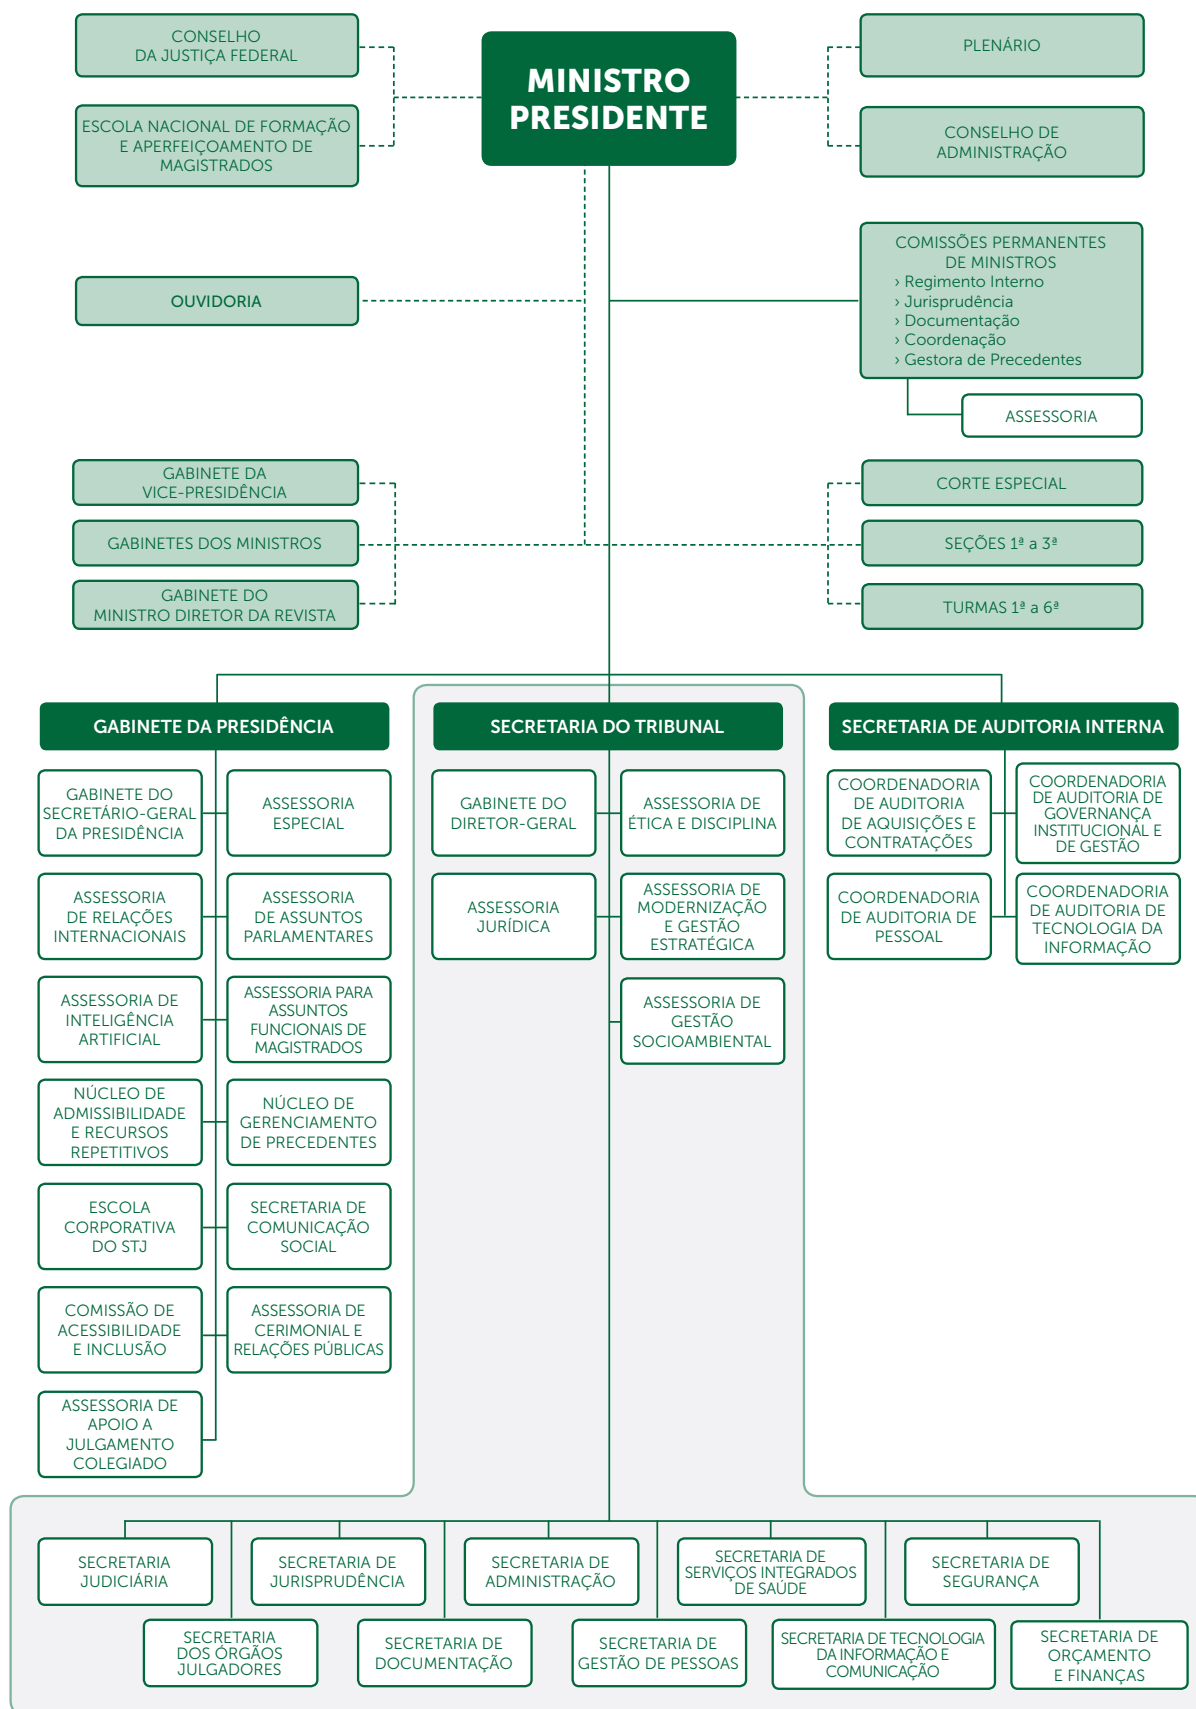 CONSELHO
DA JUSTIÇA FEDERAL
MINISTRO
PRESIDENTE
PLENÁRIO
ESCOLA NACIONAL DE FORMAÇÃO
E APERFEIÇOAMENTO DE
MAGISTRADOS
CONSELHO DE
ADMINISTRAÇÃO
OUVIDORIA
COMISSÕES PERMANENTES
DE MINISTROS
› Regimento Interno
› Jurisprudência
› Documentação
› Coordenação
› Gestora de Precedentes
ASSESSORIA
GABINETE DA
VICE-PRESIDÊNCIA
CORTE ESPECIAL
GABINETES DOS MINISTROS
SEÇÕES 1ª a 3ª
GABINETE DO
MINISTRO DIRETOR DA REVISTA
TURMAS 1ª a 6ª
GABINETE DA PRESIDÊNCIA
GABINETE DO
SECRETÁRIO-GERAL
DA PRESIDÊNCIA
ASSESSORIA
ESPECIAL
ASSESSORIA
DE RELAÇÕES
INTERNACIONAIS
ASSESSORIA
DE ASSUNTOS
PARLAMENTARES
ASSESSORIA DE
INTELIGÊNCIA
ARTIFICIAL
ASSESSORIA PARA
ASSUNTOS
FUNCIONAIS DE
MAGISTRADOS
NÚCLEO DE
ADMISSIBILIDADE
E RECURSOS
REPETITIVOS
NÚCLEO DE
GERENCIAMENTO
DE PRECEDENTES
ESCOLA
CORPORATIVA
DO STJ
SECRETARIA DE
COMUNICAÇÃO
SOCIAL
COMISSÃO DE
ACESSIBILIDADE
E INCLUSÃO
ASSESSORIA DE
CERIMONIAL E
RELAÇÕES PÚBLICAS
ASSESSORIA DE
APOIO A
JULGAMENTO
COLEGIADO
SECRETARIA DO TRIBUNAL
GABINETE DO
DIRETOR-GERAL
ASSESSORIA DE
ÉTICA E DISCIPLINA
ASSESSORIA
JURÍDICA
ASSESSORIA DE
MODERNIZAÇÃO
E GESTÃO
ESTRATÉGICA
ASSESSORIA DE
GESTÃO
SOCIOAMBIENTAL
SECRETARIA DE AUDITORIA INTERNA
COORDENADORIA
DE AUDITORIA
DE AQUISIÇÕES E
CONTRATAÇÕES
COORDENADORIA
DE AUDITORIA DE
GOVERNANÇA
INSTITUCIONAL E
DE GESTÃO
COORDENADORIA
DE AUDITORIA DE
PESSOAL
COORDENADORIA
DE AUDITORIA DE
TECNOLOGIA DA
INFORMAÇÃO
SECRETARIA
JUDICIÁRIA
SECRETARIA DE
JURISPRUDÊNCIA
SECRETARIA DE
ADMINISTRAÇÃO
SECRETARIA DE
SERVIÇOS INTEGRADOS
DE SAÚDE
SECRETARIA DE
SEGURANÇA
SECRETARIA
DOS ÓRGÃOS
JULGADORES
SECRETARIA DE
DOCUMENTAÇÃO
SECRETARIA DE
GESTÃO DE PESSOAS
SECRETARIA DE TECNOLOGIA
DA INFORMAÇÃO E
COMUNICAÇÃO
SECRETARIA DE
ORÇAMENTO
E FINANÇAS